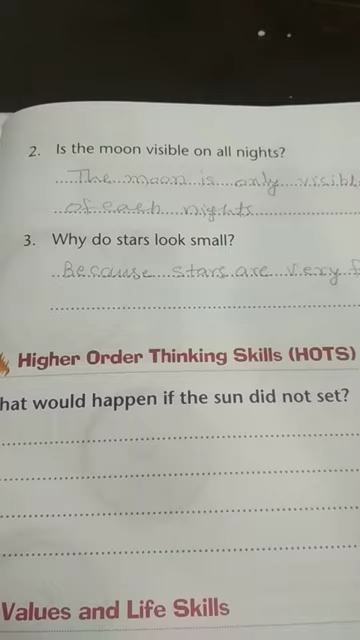 2. Is the moon visible on all nights?
The moon is only visibl
of each nights
3. Why do stars look small?
Because stars are very f
Higher Order Thinking Skills (HOTS)
hat would happen if the sun did not set?
Values and Life Skills